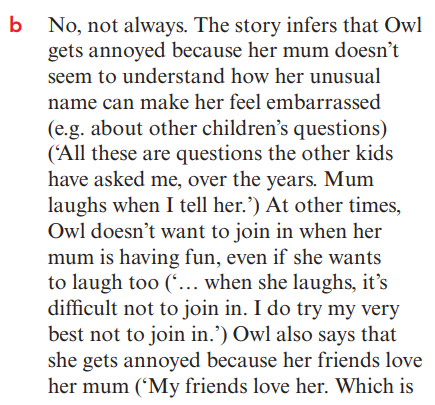 b No, not always. The story infers that Owl
gets annoyed because her mum doesn’t
seem to understand how her unusual
name can make her feel embarrassed
(e.g. about other children’s questions)
(‘All these are questions the other kids
have asked me, over the years. Mum
laughs when I tell her.’) At other times,
Owl doesn’t want to join in when her
mum is having fun, even if she wants
to laugh too (‘… when she laughs, it’s
difficult not to join in. I do try my very
best not to join in.’) Owl also says that
she gets annoyed because her friends love
her mum (‘My friends love her. Which is